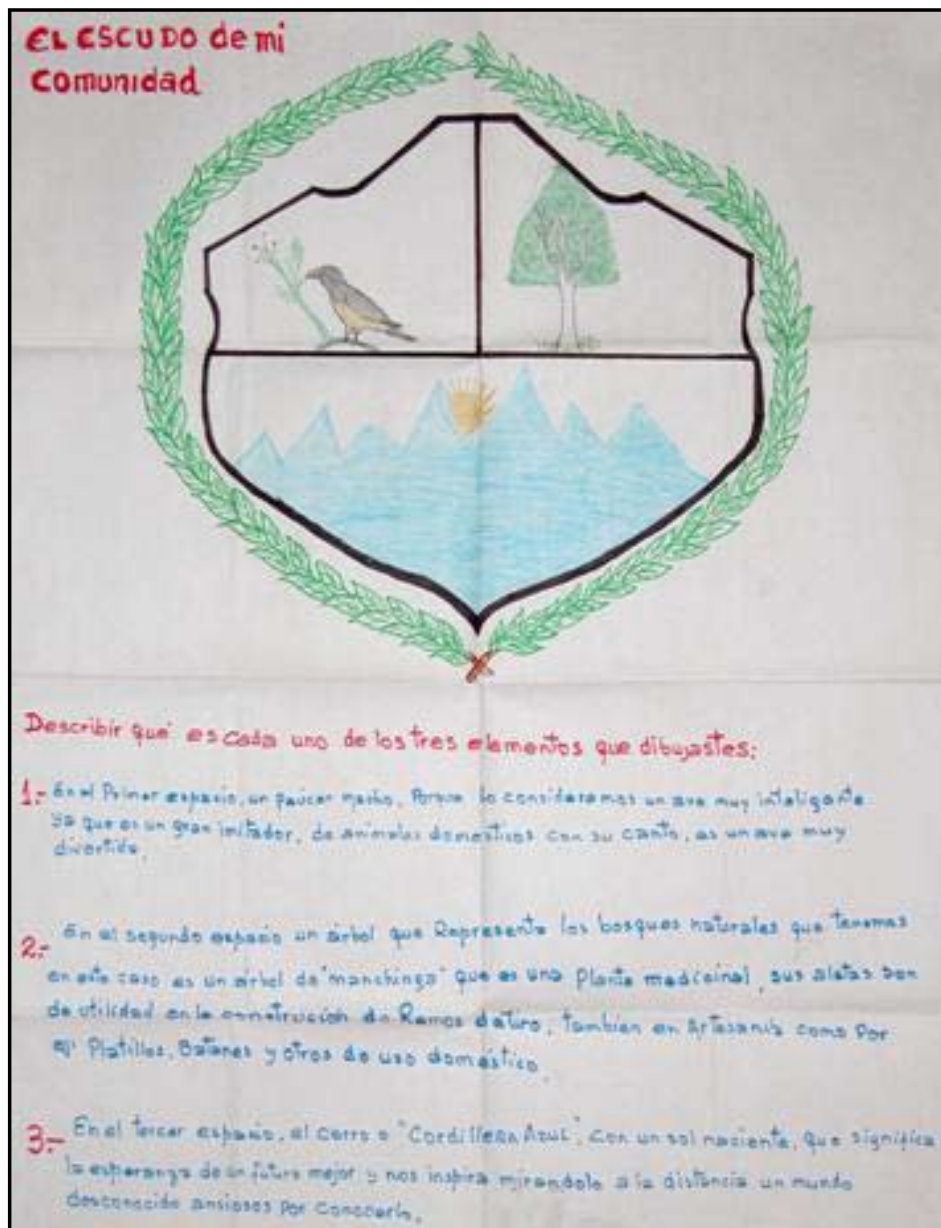 EL ESCUDO de mi
Comunidad
Describir que es cada uno de los tres elementos que dibujastes:
1.- En el Primer espacio, un paucar macho, Porque lo consideramos un ave muy inteligente
ya que es un gran imitador, de animales domesticos con su canto, es un ave muy
divertida.
2.- En el segundo espacio un árbol que Representa los bosques naturales que tenemos
en este caso es un árbol de "manchinga" que es una Planta medicinal, sus aletas son
de utilidad en la construcción de Remos, también en Artesanía como Por
ej. Platillos, Batanes y otros de uso doméstico.
3.- En el tercer espacio, el cerro o "Cordillera Azul", Con un sol naciente, que significa
la esperanza de un futuro mejor y nos inspira mirandolo a la distancia un mundo
desconocido ansiosos Por conocerlo.